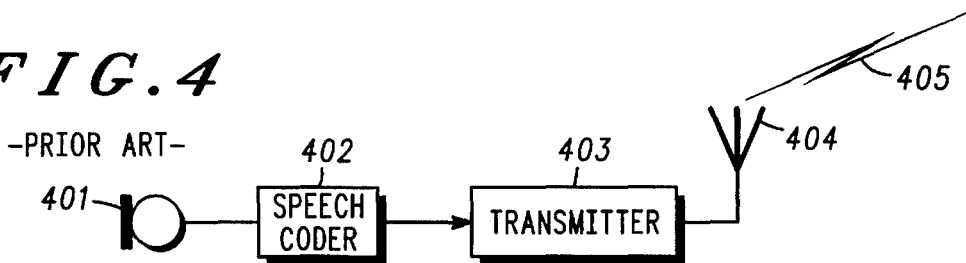 FIG.4
-PRIOR ART-
401
402
403
404
405
SPEECH
CODER
TRANSMITTER